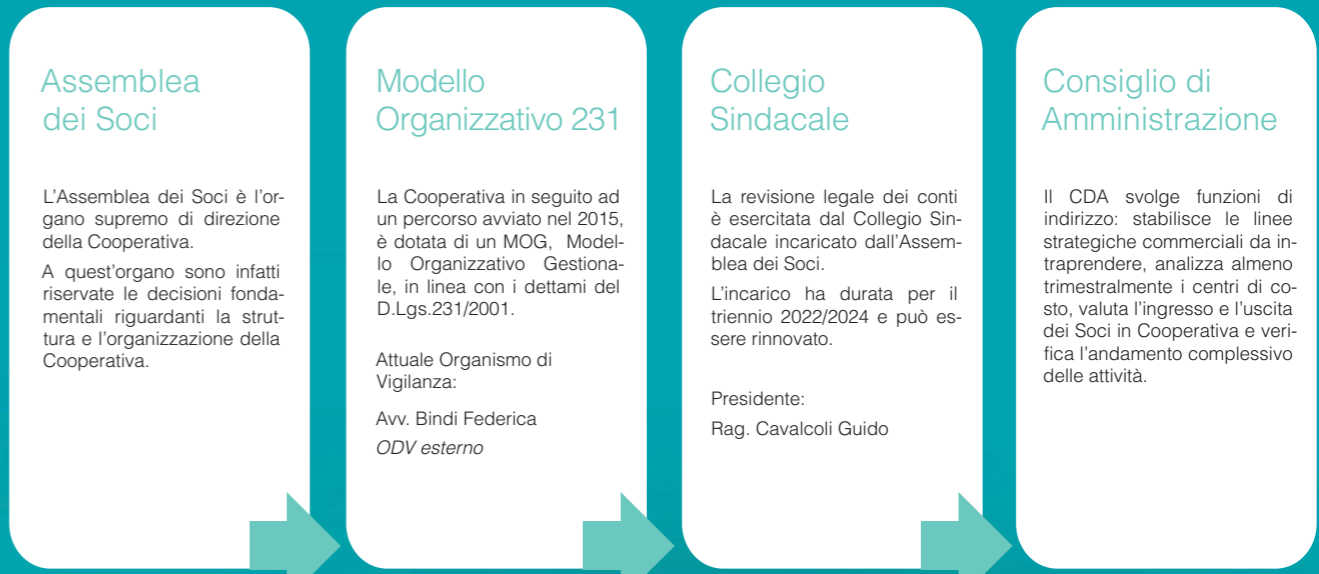 Assemblea
dei Soci
L'Assemblea dei Soci è l'or-
gano supremo di direzione
della Cooperativa.
A quest'organo sono infatti
riservate le decisioni fonda-
mentali riguardanti la strut-
tura e l'organizzazione della
Cooperativa.
Modello
Organizzativo 231
La Cooperativa in seguito ad
un percorso avviato nel 2015,
è dotata di un MOG, Model-
lo Organizzativo Gestiona-
le, in linea con i dettami del
D.Lgs.231/2001.
Attuale Organismo di
Vigilanza:
Avv. Bindi Federica
ODV esterno
Collegio
Sindacale
La revisione legale dei conti
è esercitata dal Collegio Sin-
dacale incaricato dall'Assem-
blea dei Soci.
L'incarico ha durata per il
triennio 2022/2024 e può es-
sere rinnovato.
Presidente:
Rag. Cavalcoli Guido
Consiglio di
Amministrazione
Il CDA svolge funzioni di
indirizzo: stabilisce le linee
strategiche commerciali da in-
traprendere, analizza almeno
trimestralmente i centri di co-
sto, valuta l'ingresso e l'uscita
dei Soci in Cooperativa e veri-
fica l'andamento complessivo
delle attività.